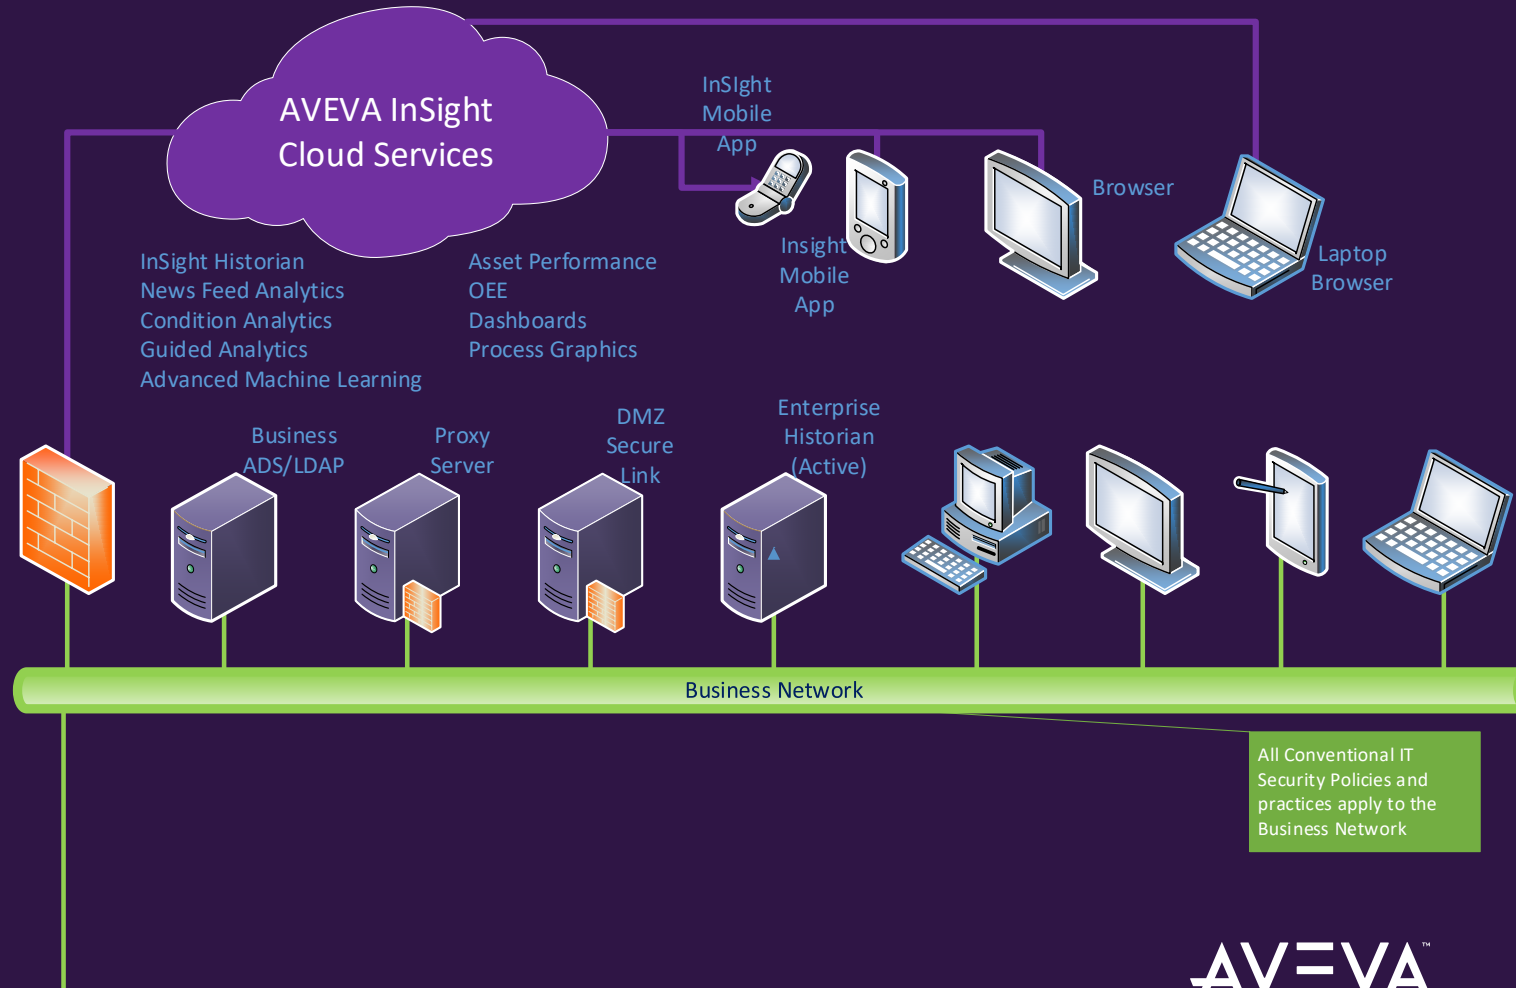 AVEVA InSight
Cloud Services
InSIght
Mobile
App
Browser
Insight
Mobile
App
Laptop
Browser
InSight Historian
News Feed Analytics
Condition Analytics
Guided Analytics
Advanced Machine Learning
Asset Performance
OEE
Dashboards
Process Graphics
Business
ADS/LDAP
Proxy
Server
DMZ
Secure
Link
Enterprise
Historian
(Active)
Business Network
All Conventional IT
Security Policies and
practices apply to the
Business Network
AVEVA™